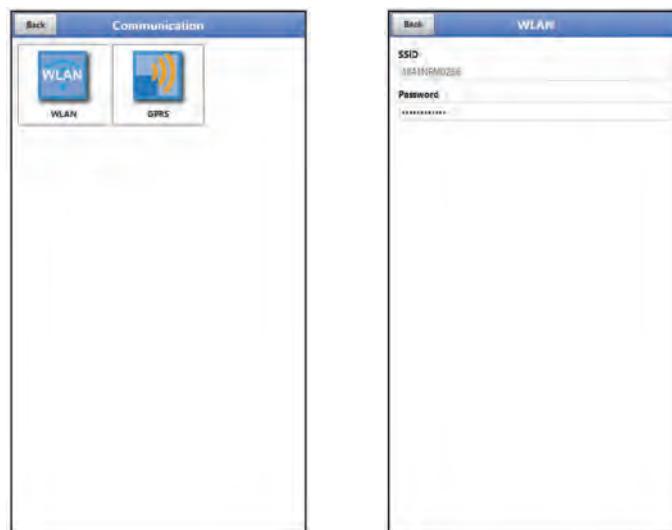 Back
Communication
WLAN
WLAN
GPRS
Back
WLAN
SSID
Password
••••••••••••